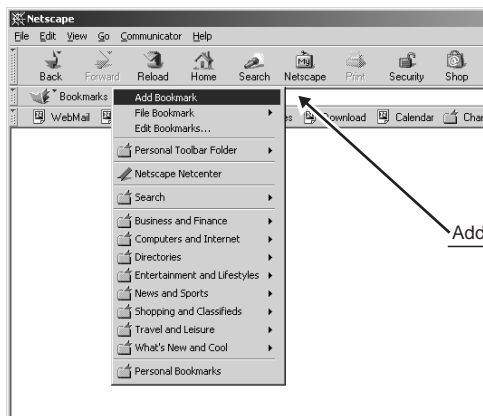 Netscape
File Edit View Go Communicator Help
Back Forward Reload Home Search Netscape Print Security Shop
My
Bookmarks
WebMail Download Calendar
Add Bookmark
File Bookmark
Edit Bookmarks...
Personal Toolbar Folder
Netscape Netcenter
Search
Business and Finance
Computers and Internet
Directories
Entertainment and Lifestyles
News and Sports
Shopping and Classifieds
Travel and Leisure
What's New and Cool
Personal Bookmarks
Add